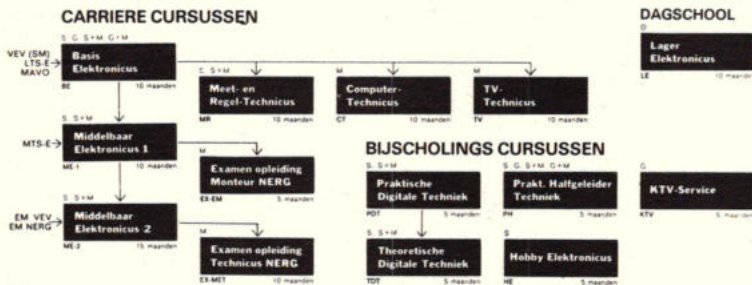 CARRIERE CURSUSSEN
S G S+M G+M
VEV (SM)
LTS-E
MAVO
Basis
Elektronicus
BE 10 maanden
S S+M
Meet- en
Regel-Technicus
MR 10 maanden
M
Computer-
Technicus
CT 10 maanden
M
TV-
Technicus
TV 10 maanden
S S+M
MTS-E
Middelbaar
Elektronicus 1
ME-1 10 maanden
M
Examen opleiding
Monteur NERG
EX-EM 5 maanden
S S+M
EM VEV
EM NERG
Middelbaar
Elektronicus 2
ME-2 15 maanden
M
Examen opleiding
Technicus NERG
EX-MET 10 maanden
BIJSCHOLINGS CURSUSSEN
S S+M
Praktische
Digitale Techniek
PDT 5 maanden
S G S+M G+M
Prakt. Halfgeleider
Techniek
PH 5 maanden
S S+M
Theoretische
Digitale Techniek
TDT 5 maanden
S
Hobby Elektronicus
HE 5 maanden
DAGSCHOOL
D
Lager
Elektronicus
LE 10 maanden
G
KTV-Service
KTV 5 maanden